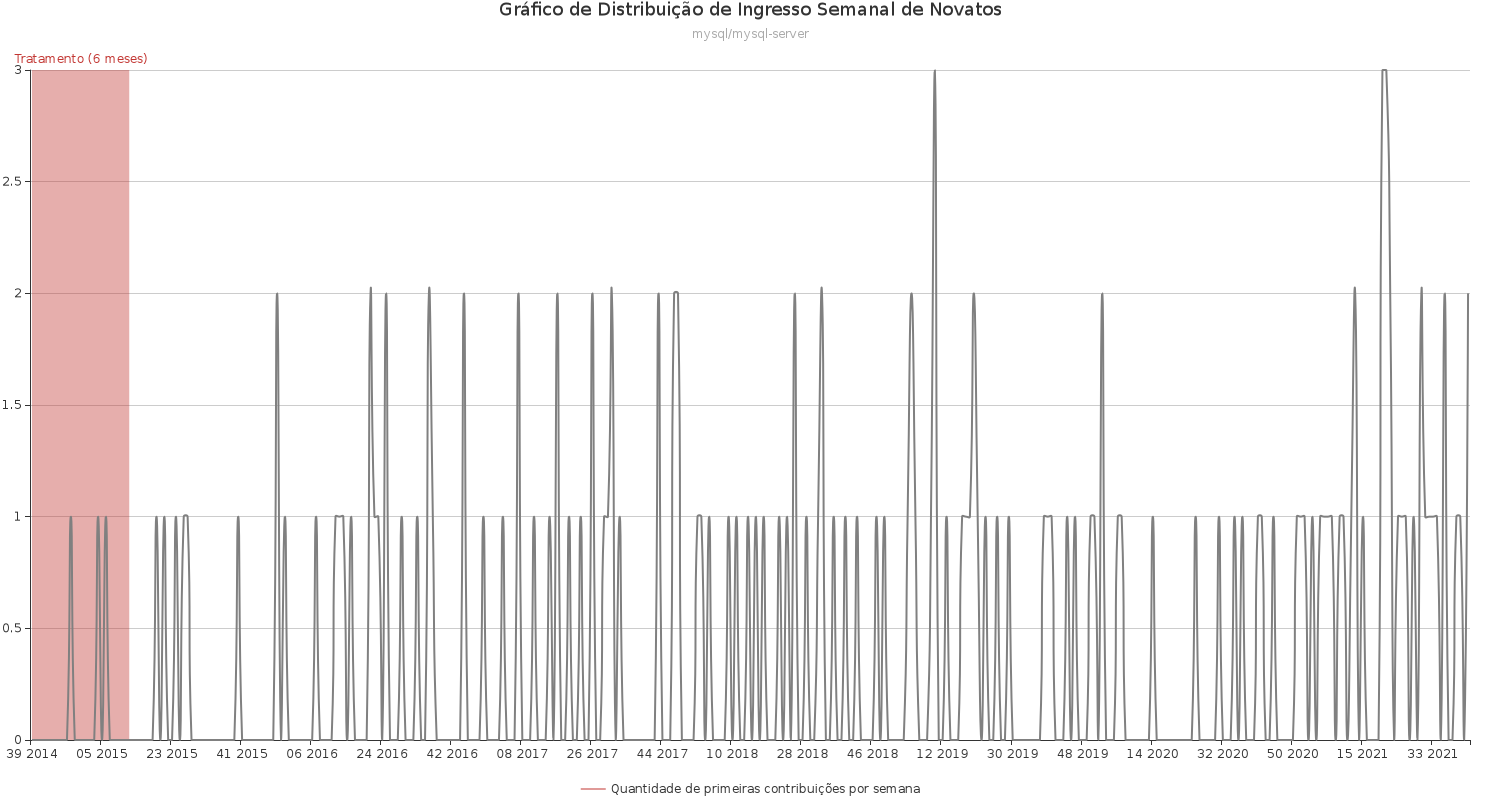 Gráfico de Distribuição de Ingresso Semanal de Novatos
mysql/mysql-server
Tratamento (6 meses)
3
2.5
2
1.5
1
0.5
0
39 2014 05 2015 23 2015 41 2015 06 2016 24 2016 42 2016 08 2017 26 2017 44 2017 10 2018 28 2018 46 2018 12 2019 30 2019 48 2019 14 2020 32 2020 50 2020 15 2021 33 2021
Quantidade de primeiras contribuições por semana